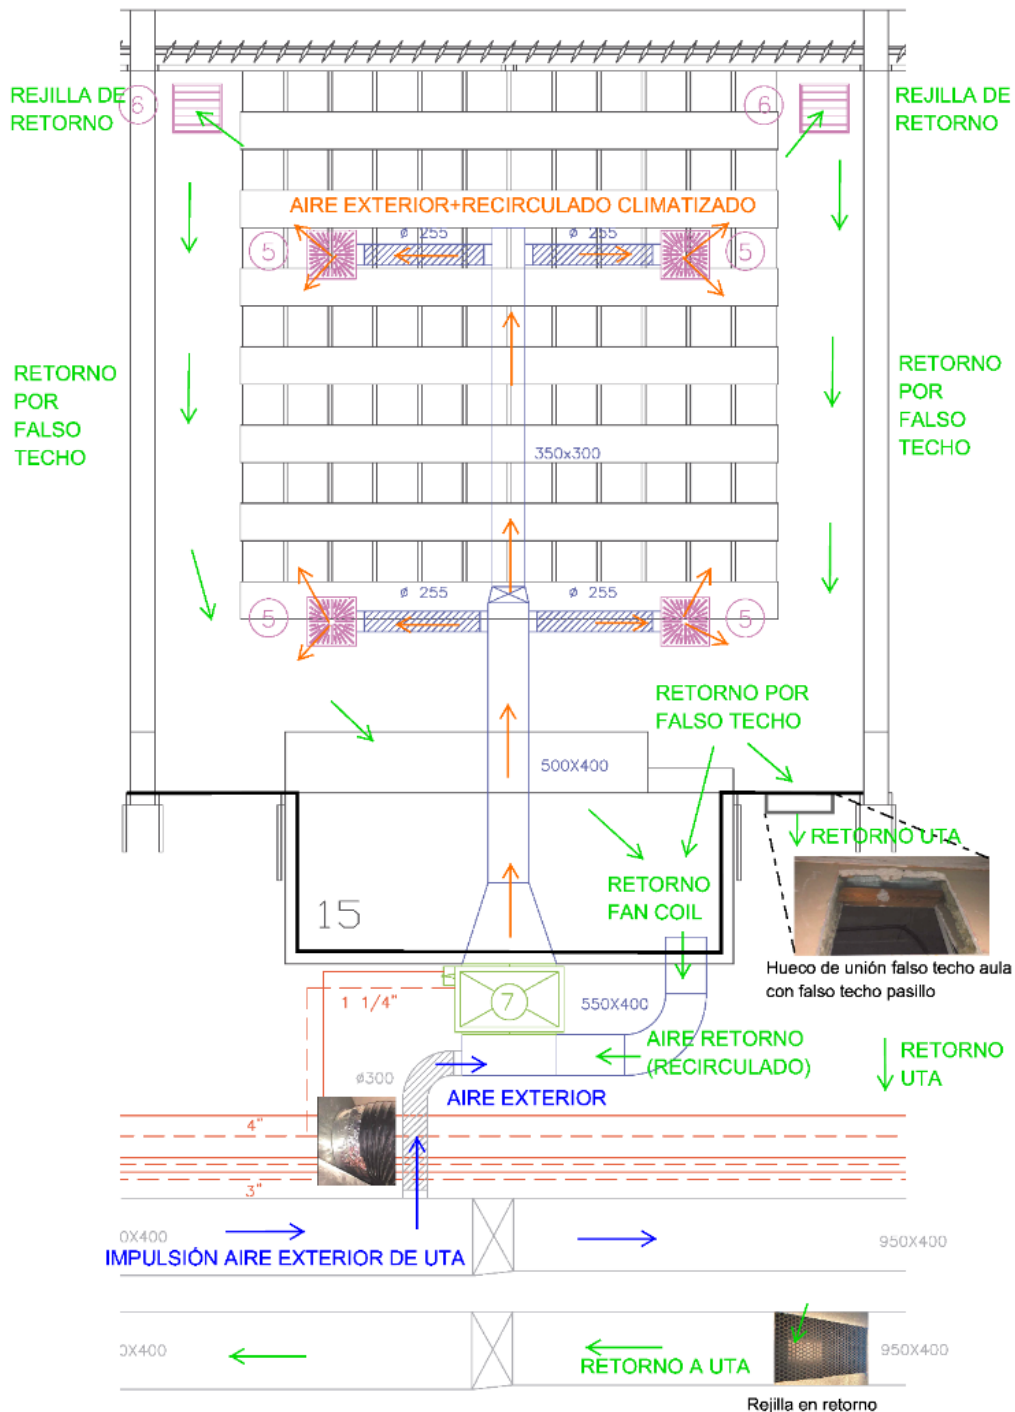 REJILLA DE
RETORNO
6
6
REJILLA DE
RETORNO
AIRE EXTERIOR+RECIRCULADO CLIMATIZADO
ø 255
ø 255
5
5
RETORNO
POR
FALSO
TECHO
RETORNO
POR
FALSO
TECHO
350x300
ø 255
ø 255
5
5
RETORNO POR
FALSO TECHO
500X400
RETORNO UTA
RETORNO
FAN COIL
15
Hueco de unión falso techo aula
con falso techo pasillo
1 1/4"
7
550X400
AIRE RETORNO
(RECIRCULADO)
RETORNO
UTA
ø300
AIRE EXTERIOR
4"
3"
0X400
950X400
IMPULSIÓN AIRE EXTERIOR DE UTA
0X400
950X400
RETORNO A UTA
Rejilla en retorno